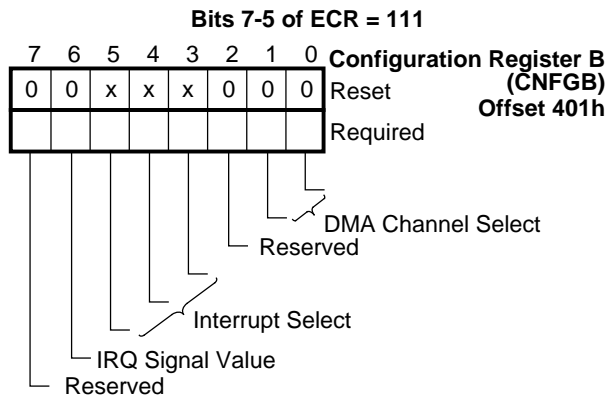 Bits 7-5 of ECR = 111
7 6 5 4 3 2 1 0 Configuration Register B
(CNFGB)
Offset 401h
0 0 x x x 0 0 0 Reset
Required
DMA Channel Select
Reserved
Interrupt Select
IRQ Signal Value
Reserved